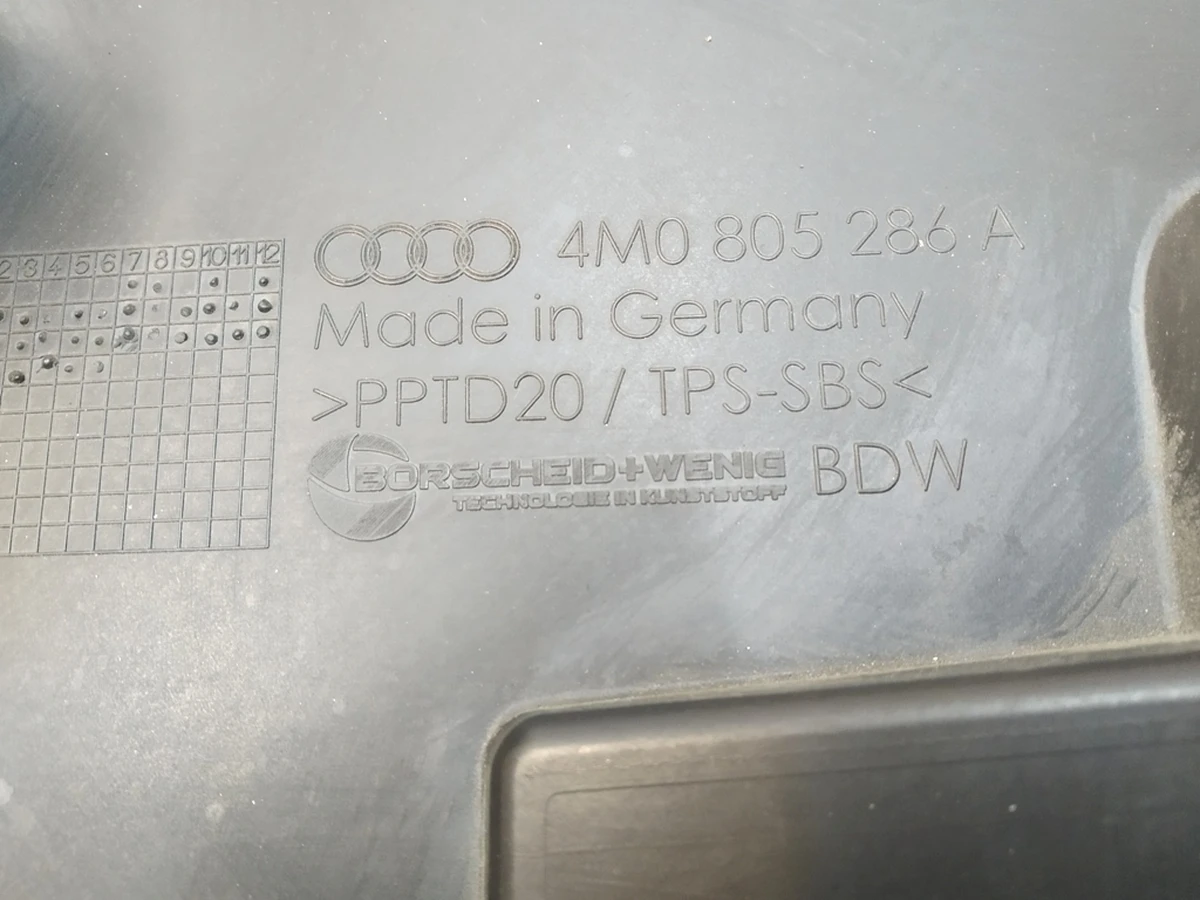 2 3 4 5 6 7 8 9 10 11 12
4M0 805 286 A
Made in Germany
>PPTD20 / TPS-SBS<
BORSCHEID+WENIG BDW
TECHNOLOGIE IN KUNSTSTOFF